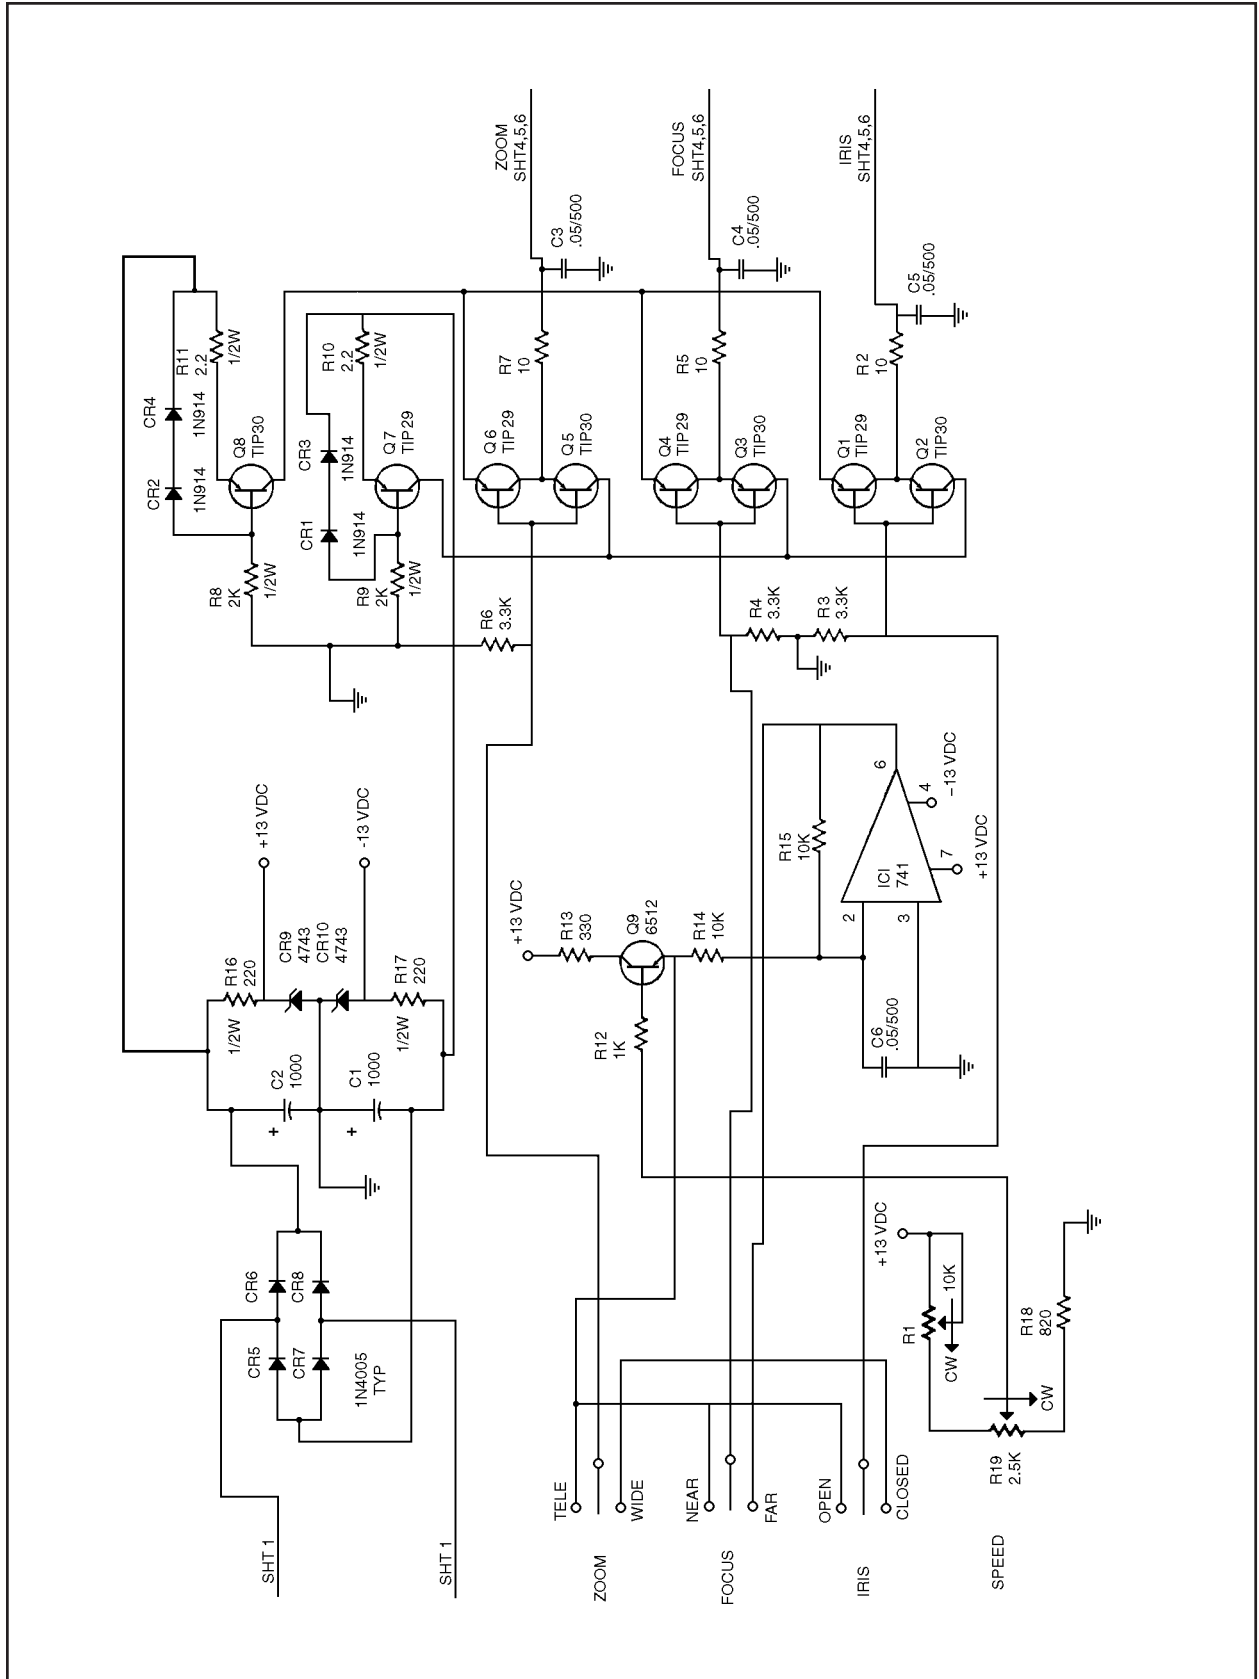 SHT 1
SHT 1
CR5
CR6
CR7
CR8
1N4005
TYP
C2
1000
+
C1
1000
+
R16
220
1/2W
CR9
4743
CR10
4743
R17
220
1/2W
+13 VDC
-13 VDC
R8
2K
1/2W
CR2
1N914
CR4
1N914
Q8
TIP30
R11
2.2
1/2W
R9
2K
1/2W
CR1
1N914
CR3
1N914
Q7
TIP29
R10
2.2
1/2W
R6
3.3K
Q6
TIP29
Q5
TIP30
R7
10
C3
.05/500
ZOOM
SHT4,5,6
Q4
TIP29
Q3
TIP30
R5
10
C4
.05/500
FOCUS
SHT4,5,6
R4
3.3K
R3
3.3K
Q1
TIP29
Q2
TIP30
R2
10
C5
.05/500
IRIS
SHT4,5,6
+13 VDC
R13
330
Q9
6512
R12
1K
R14
10K
R15
10K
2
3
ICI
741
6
7
+13 VDC
4
–13 VDC
C6
.05/500
ZOOM
TELE
WIDE
FOCUS
NEAR
FAR
IRIS
OPEN
CLOSED
SPEED
R19
2.5K
CW
R1
10K
CW
+13 VDC
R18
820